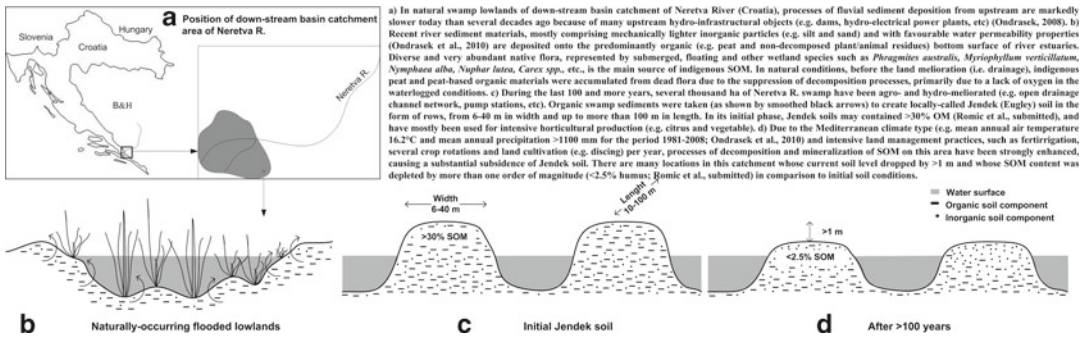 a Position of down-stream basin catchment
area of Neretva R.
Slovenia
Hungary
Croatia
B&H
Neretva R.
a) In natural swamp lowlands of down-stream basin catchment of Neretva River (Croatia), processes of fluvial sediment deposition from upstream are markedly
slower today than several decades ago because of many upstream hydro-infrastructural objects (e.g. dams, hydro-electrical power plants, etc) (Ondrasek, 2008). b)
Recent river sediment materials, mostly comprising mechanically lighter inorganic particles (e.g. silt and sand) and with favourable water permeability properties
(Ondrasek et al., 2010) are deposited onto the predominantly organic (e.g. peat and non-decomposed plant/animal residues) bottom surface of river estuaries.
Diverse and very abundant native flora, represented by submerged, floating and other wetland species such as Phragmites australis, Myriophyllum verticillatum,
Nymphaea alba, Nuphar lutea, Carex spp., etc., is the main source of indigenous SOM. In natural conditions, before the land melioration (i.e. drainage), indigenous
peat and peat-based organic materials were accumulated from dead flora due to the suppression of decomposition processes, primarily due to a lack of oxygen in the
waterlogged conditions. c) During the last 100 and more years, several thousand ha of Neretva R. swamp have been agro- and hydro-meliorated (e.g. open drainage
channel network, pump stations, etc). Organic swamp sediments were taken (as shown by smoothed black arrows) to create locally-called Jendek (Eugley) soil in the
form of rows, from 6-40 m in width and up to more than 100 m in length. In its initial phase, Jendek soils may contained >30% OM (Romic et al., submitted), and
have mostly been used for intensive horticultural production (e.g. citrus and vegetable). d) Due to the Mediterranean climate type (e.g. mean annual air temperature
16.2°C and mean annual precipitation >1100 mm for the period 1981-2008; Ondrasek et al., 2010) and intensive land management practices, such as fertirrigation,
several crop rotations and land cultivation (e.g. discing) per year, processes of decomposition and mineralization of SOM on this area have been strongly enhanced,
causing a substantial subsidence of Jendek soil. There are many locations in this catchment whose current soil level dropped by >1 m and whose SOM content was
depleted by more than one order of magnitude (<2.5% humus; Romic et al., submitted) in comparison to initial soil conditions.
Width
6-40 m
Lenght
10-100 m
Water surface
Organic soil component
Inorganic soil component
>30% SOM
>1 m
<2.5% SOM
b Naturally-occurring flooded lowlands
c Initial Jendek soil
d After >100 years